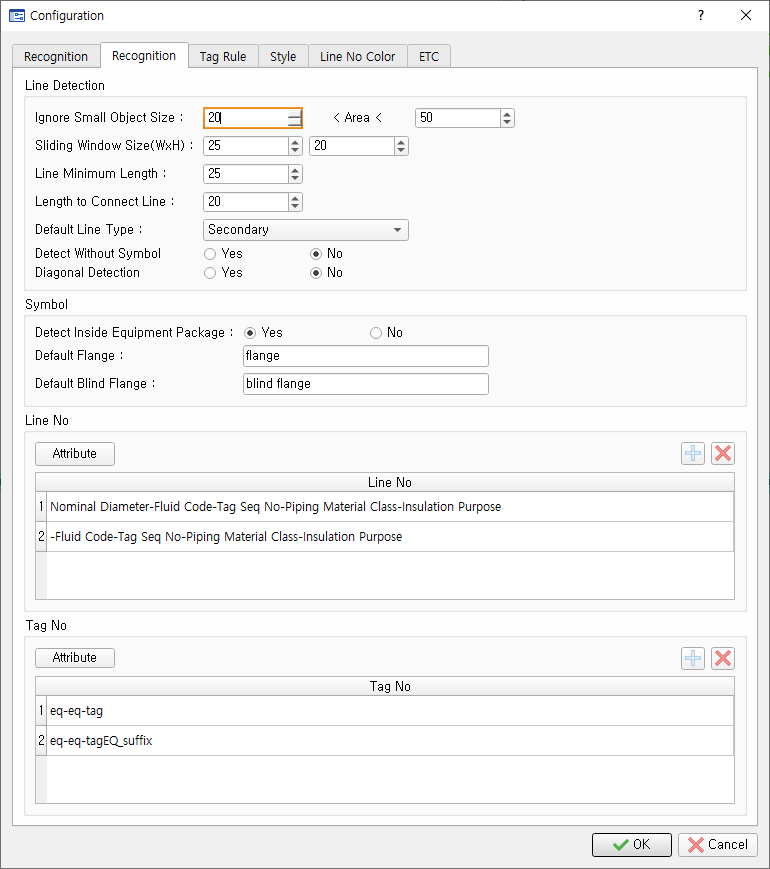 Configuration ?
Recognition Recognition Tag Rule Style Line No Color ETC
Line Detection
Ignore Small Object Size : 20 < Area < 50
Sliding Window Size(WxH) : 25 20
Line Minimum Length : 25
Length to Connect Line : 20
Default Line Type : Secondary
Detect Without Symbol Yes No
Diagonal Detection Yes No
Symbol
Detect Inside Equipment Package : Yes No
Default Flange : flange
Default Blind Flange : blind flange
Line No
Attribute
Line No
1 Nominal Diameter-Fluid Code-Tag Seq No-Piping Material Class-Insulation Purpose
2 -Fluid Code-Tag Seq No-Piping Material Class-Insulation Purpose
Tag No
Attribute
Tag No
1 eq-eq-tag
2 eq-eq-tagEQ_suffix
OK Cancel